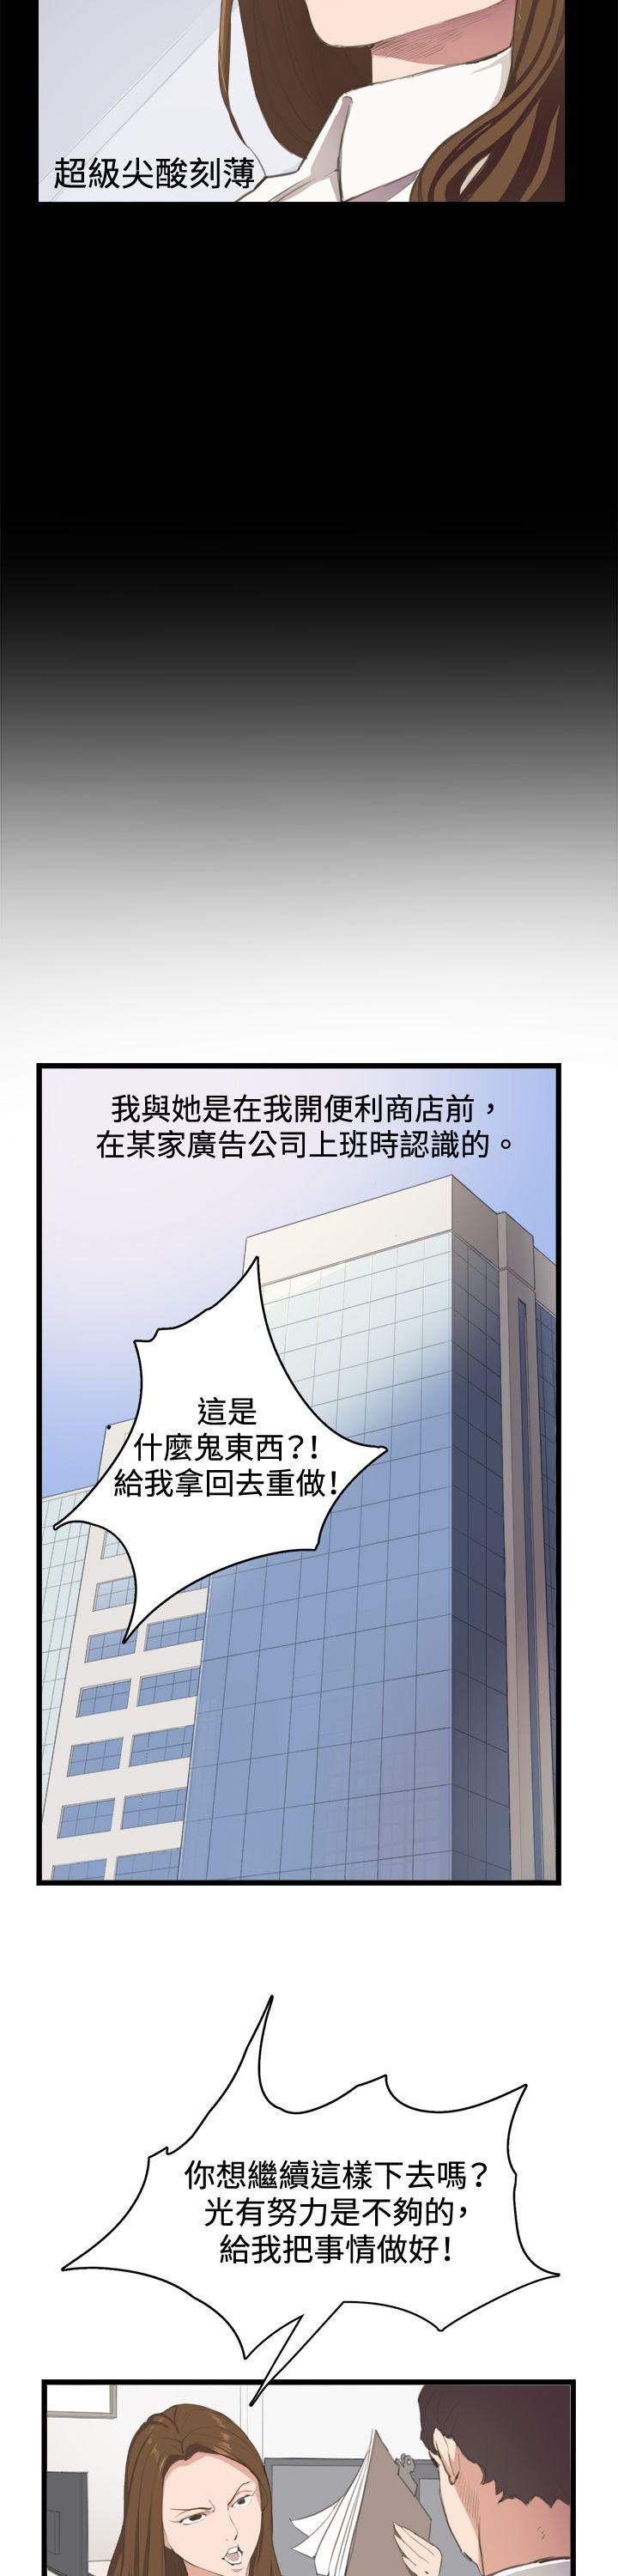 超級尖酸刻薄
我與她是在我開便利商店前，
在某家廣告公司上班時認識的。
這是
什麼鬼東西?!
給我拿回去重做!
你想繼續這樣下去嗎?
光有努力是不夠的,
給我把事情做好!